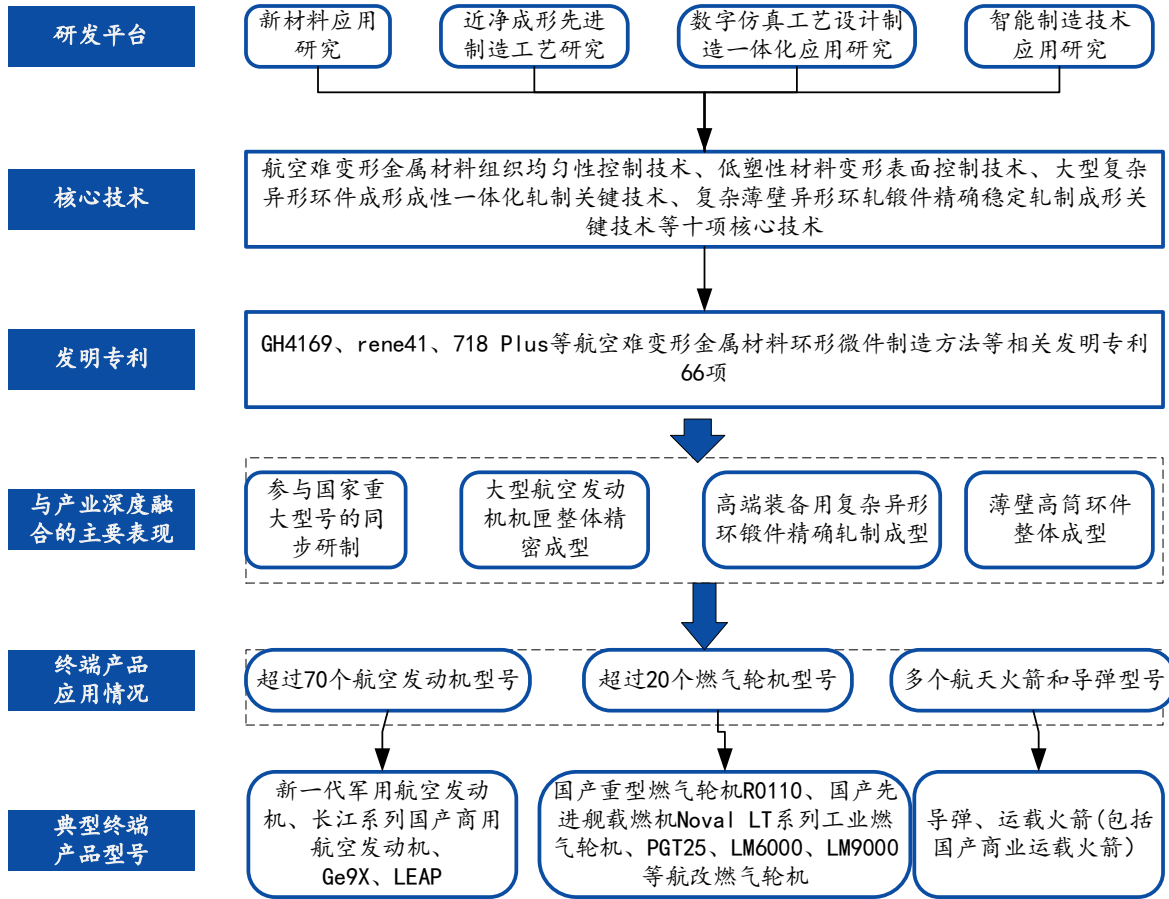 研发平台
新材料应用
研究
近净成形先进
制造工艺研究
数字仿真工艺设计制
造一体化应用研究
智能制造技术
应用研究
核心技术
航空难变形金属材料组织均匀性控制技术、低塑性材料变形表面控制技术、大型复杂
异形环件成形成性一体化轧制关键技术、复杂薄壁异形环轧锻件精确稳定轧制成形关
键技术等十项核心技术
发明专利
GH4169、rene41、718 Plus等航空难变形金属材料环形微件制造方法等相关发明专利
66项
与产业深度融
合的主要表现
参与国家重
大型号的同
步研制
大型航空发动
机机匣整体精
密成型
高端装备用复杂异形
环锻件精确轧制成型
薄壁高筒环件
整体成型
终端产品
应用情况
超过70个航空发动机型号
超过20个燃气轮机型号
多个航天火箭和导弹型号
典型终端
产品型号
新一代军用航空发动
机、长江系列国产商用
航空发动机、
Ge9X、LEAP
国产重型燃气轮机R0110、国产先
进舰载燃机Noval LT系列工业燃
气轮机、PGT25、LM6000、LM9000
等航改燃气轮机
导弹、运载火箭(包括
国产商业运载火箭)